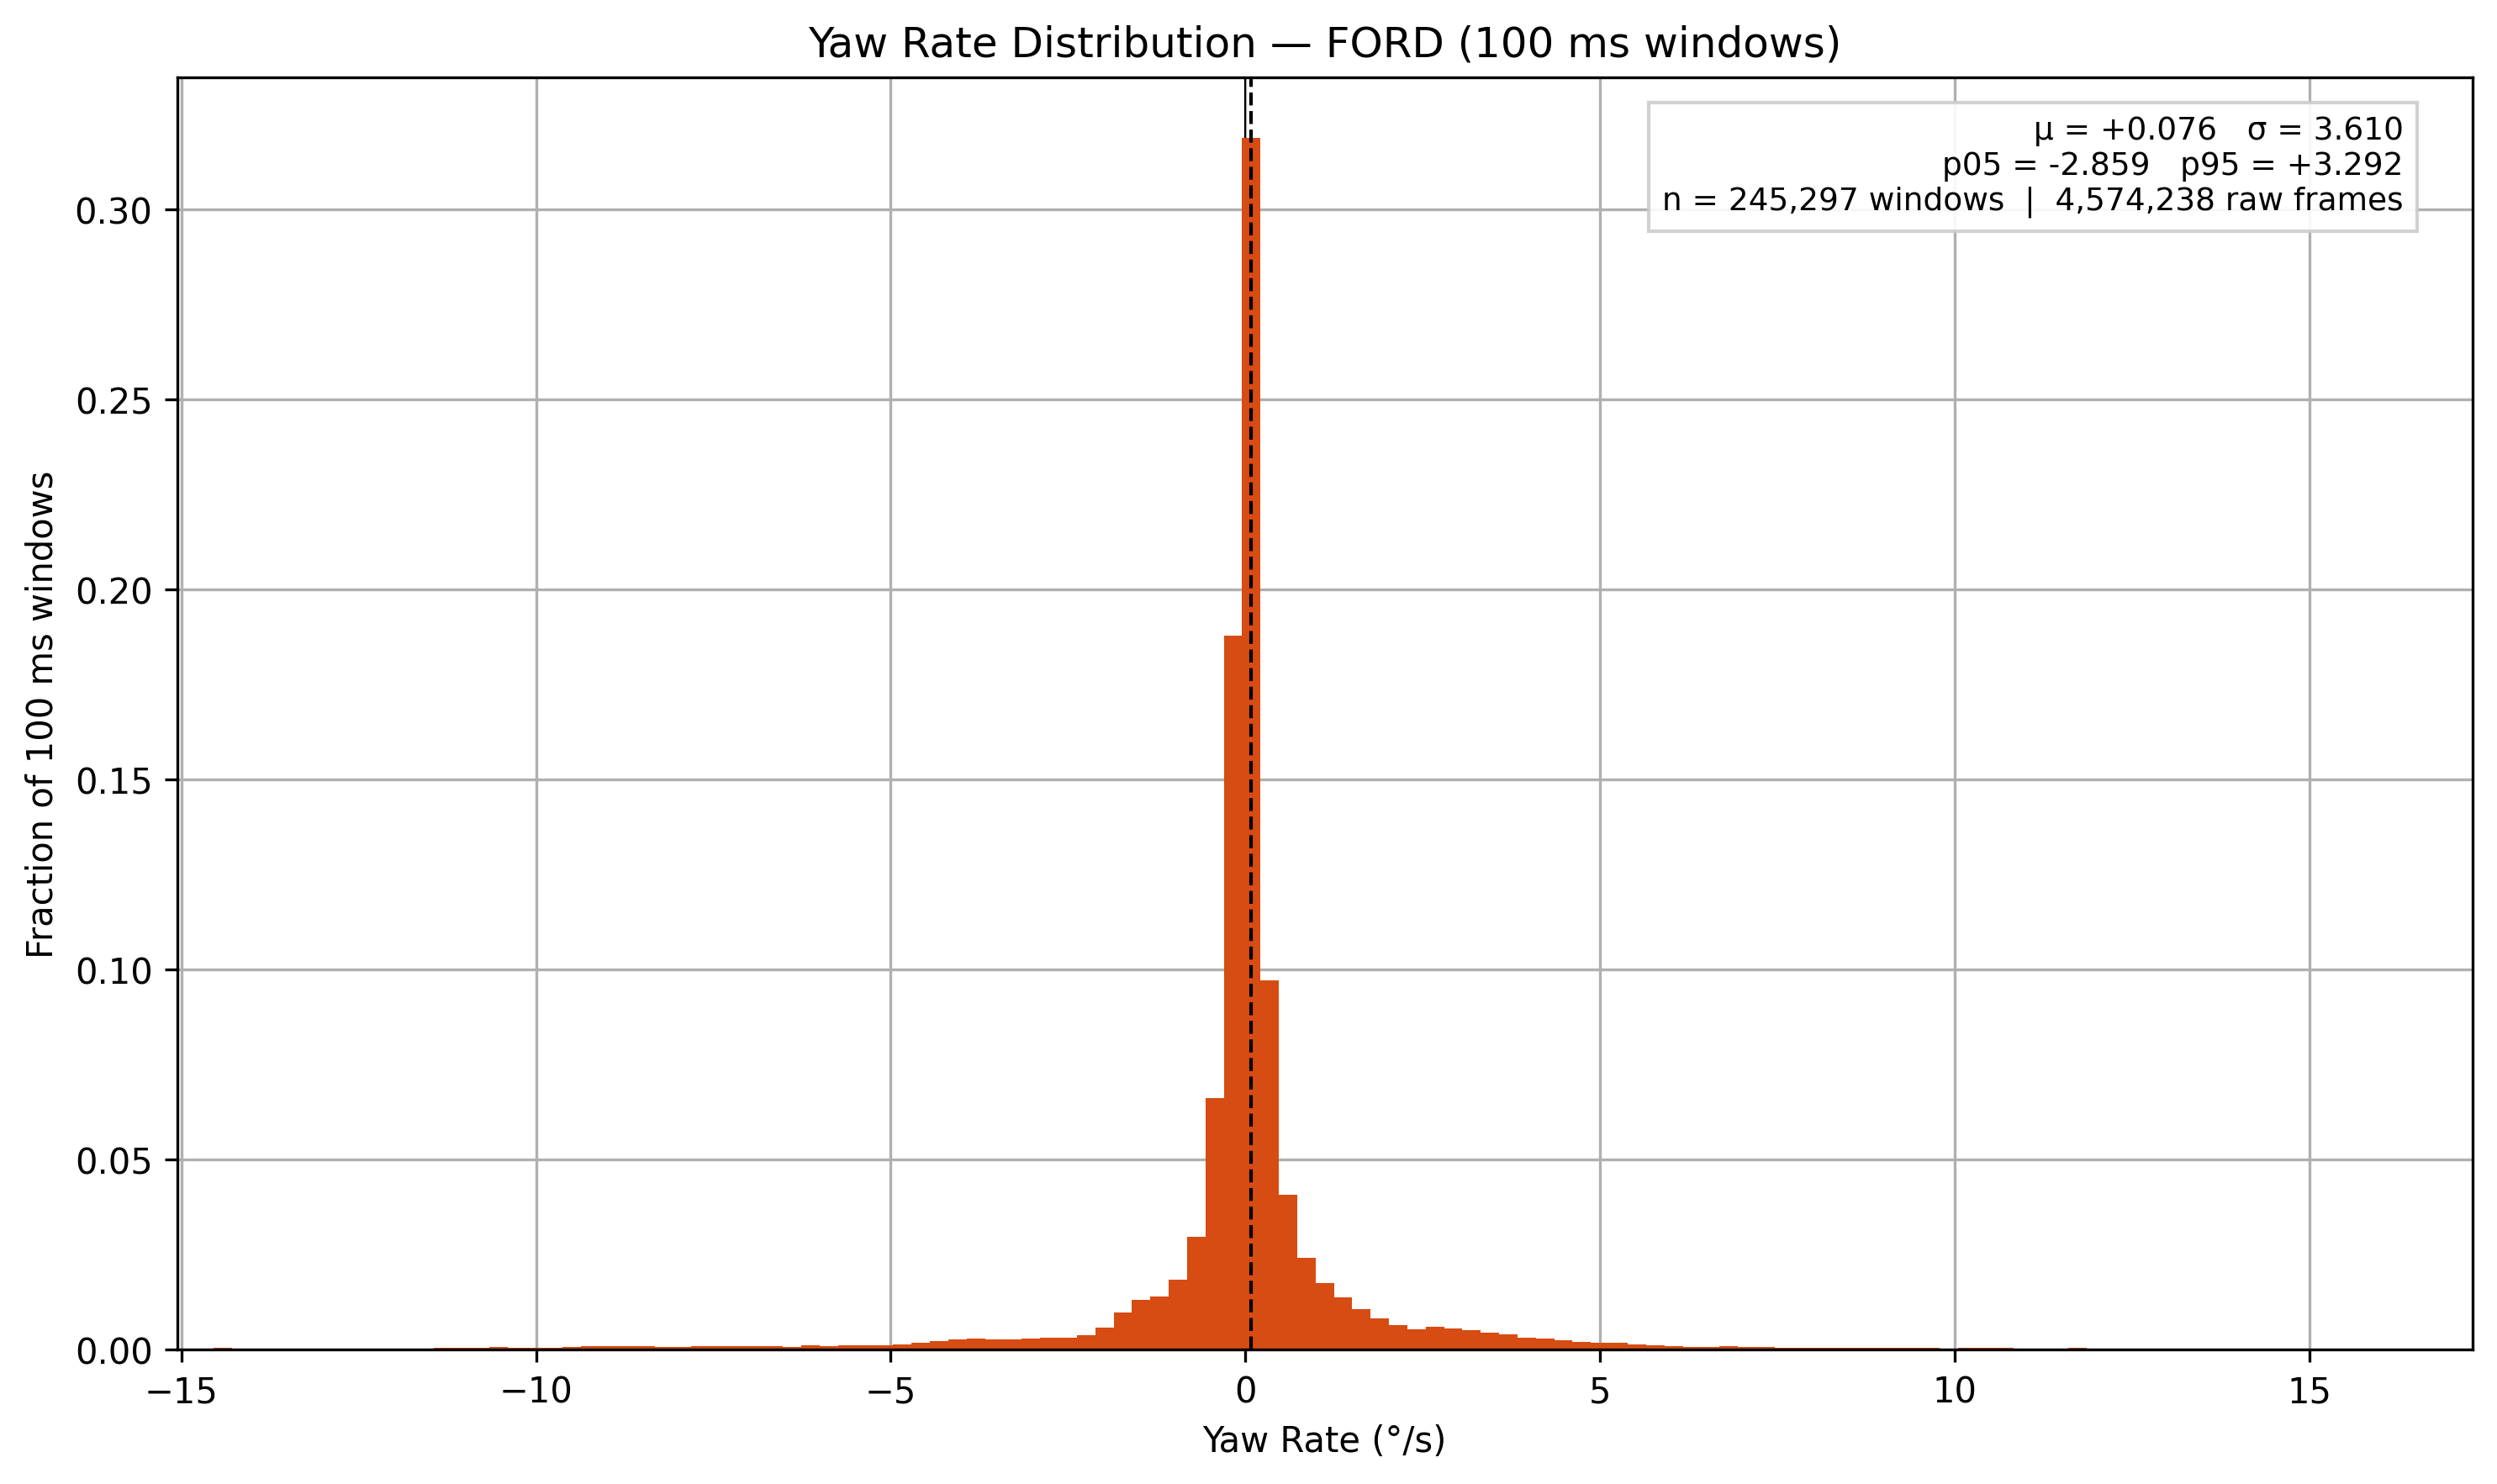 Yaw Rate Distribution — FORD (100 ms windows)
μ = +0.076   σ = 3.610
p05 = -2.859   p95 = +3.292
n = 245,297 windows  |  4,574,238 raw frames
Fraction of 100 ms windows
0.30
0.25
0.20
0.15
0.10
0.05
0.00
−15
−10
−5
0
5
10
15
Yaw Rate (°/s)